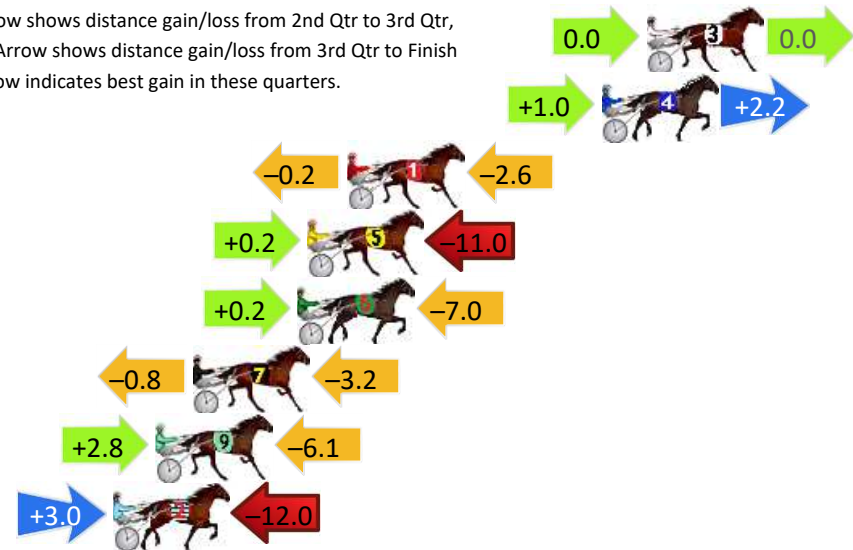 ow shows distance gain/loss from 2nd Qtr to 3rd Qtr,
Arrow shows distance gain/loss from 3rd Qtr to Finish
ow indicates best gain in these quarters.
0.0 3 0.0
+1.0 4 +2.2
–0.2 1 –2.6
+0.2 5 –11.0
+0.2 6 –7.0
–0.8 7 –3.2
+2.8 9 –6.1
+3.0 2 –12.0